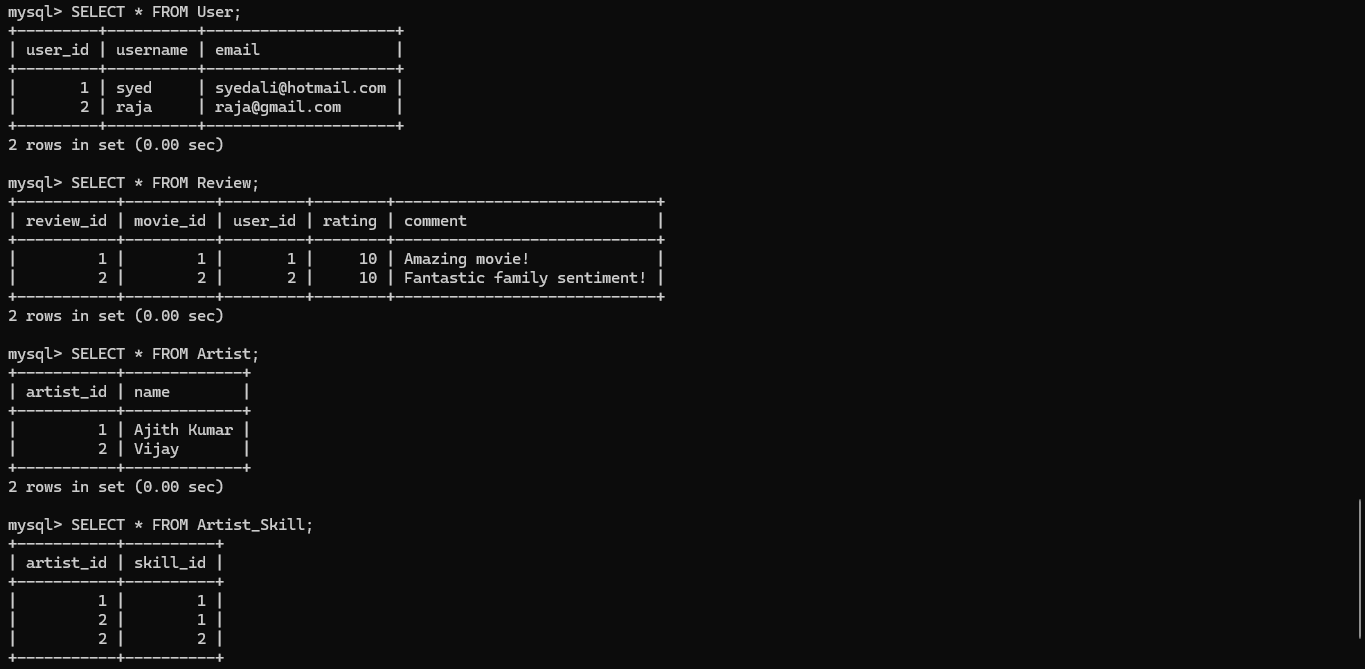 mysql> SELECT * FROM User;
+---------+----------+---------------------+
| user_id | username | email               |
+---------+----------+---------------------+
|       1 | syed     | syedali@hotmail.com |
|       2 | raja     | raja@gmail.com      |
+---------+----------+---------------------+
2 rows in set (0.00 sec)

mysql> SELECT * FROM Review;
+-----------+----------+---------+--------+-----------------------------+
| review_id | movie_id | user_id | rating | comment                     |
+-----------+----------+---------+--------+-----------------------------+
|         1 |        1 |       1 |     10 | Amazing movie!              |
|         2 |        2 |       2 |     10 | Fantastic family sentiment! |
+-----------+----------+---------+--------+-----------------------------+
2 rows in set (0.00 sec)

mysql> SELECT * FROM Artist;
+-----------+-------------+
| artist_id | name        |
+-----------+-------------+
|         1 | Ajith Kumar |
|         2 | Vijay       |
+-----------+-------------+
2 rows in set (0.00 sec)

mysql> SELECT * FROM Artist_Skill;
+-----------+----------+
| artist_id | skill_id |
+-----------+----------+
|         1 |        1 |
|         2 |        1 |
|         2 |        2 |
+-----------+----------+